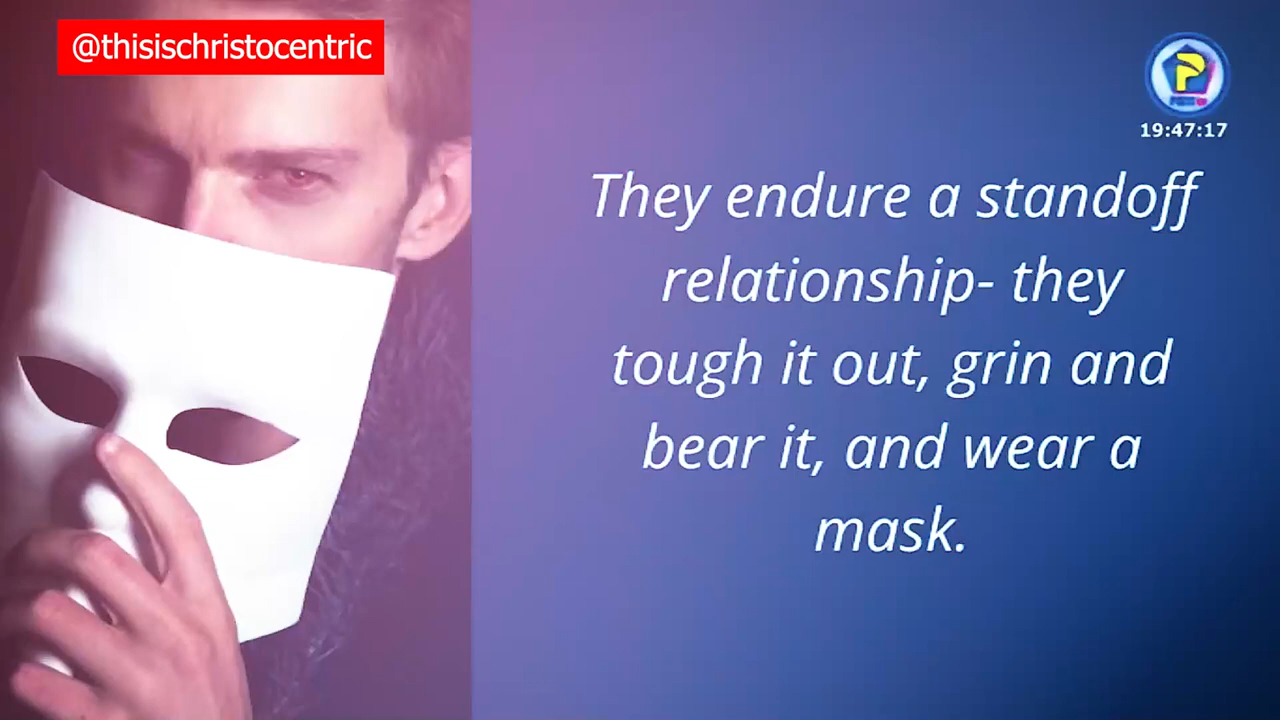 @thisischristocentric
P
19:47:17
They endure a standoff
relationship- they
tough it out, grin and
bear it, and wear a
mask.